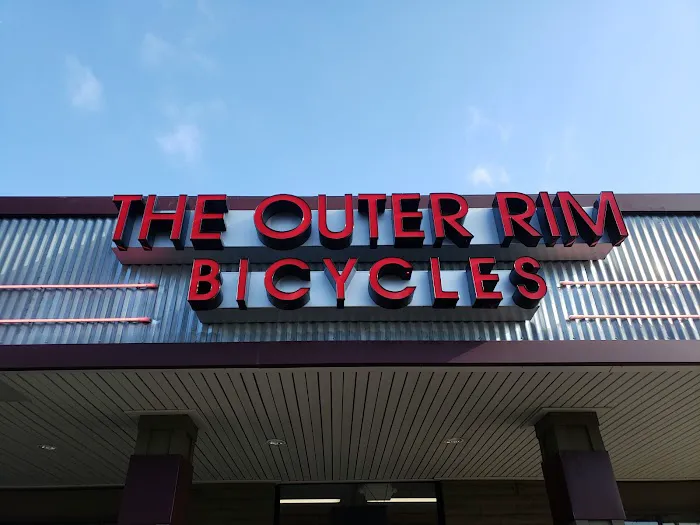 THE OUTER RIM
BICYCLES